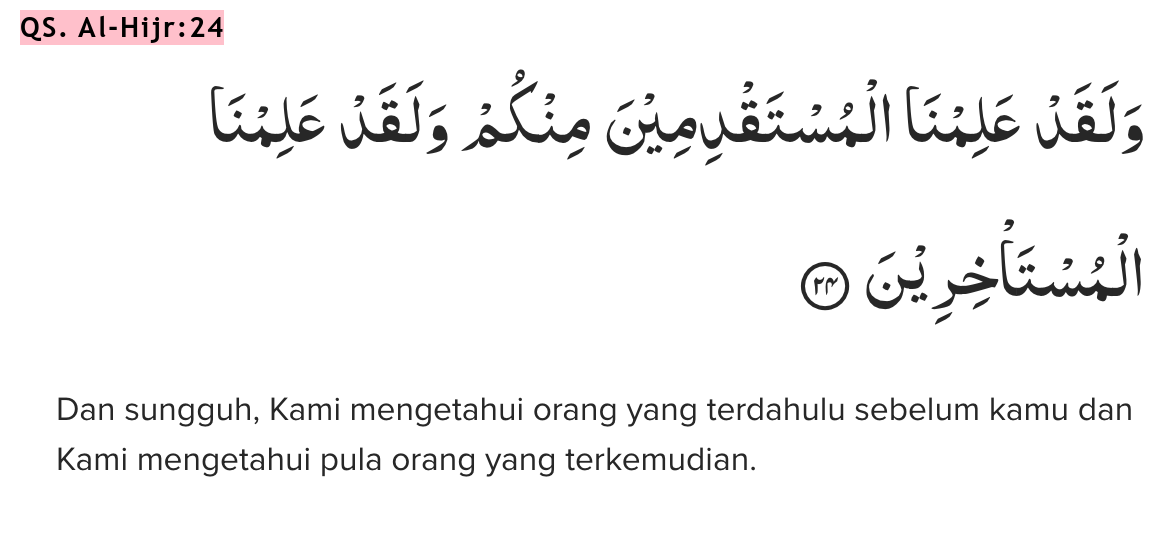 QS. Al-Hijr:24
وَلَقَدْ عَلِمْنَا الْمُسْتَقْدِمِيْنَ مِنْكُمْ وَلَقَدْ عَلِمْنَا
الْمُسْتَأْخِرِيْنَ ٢٤
Dan sungguh, Kami mengetahui orang yang terdahulu sebelum kamu dan
Kami mengetahui pula orang yang terkemudian.